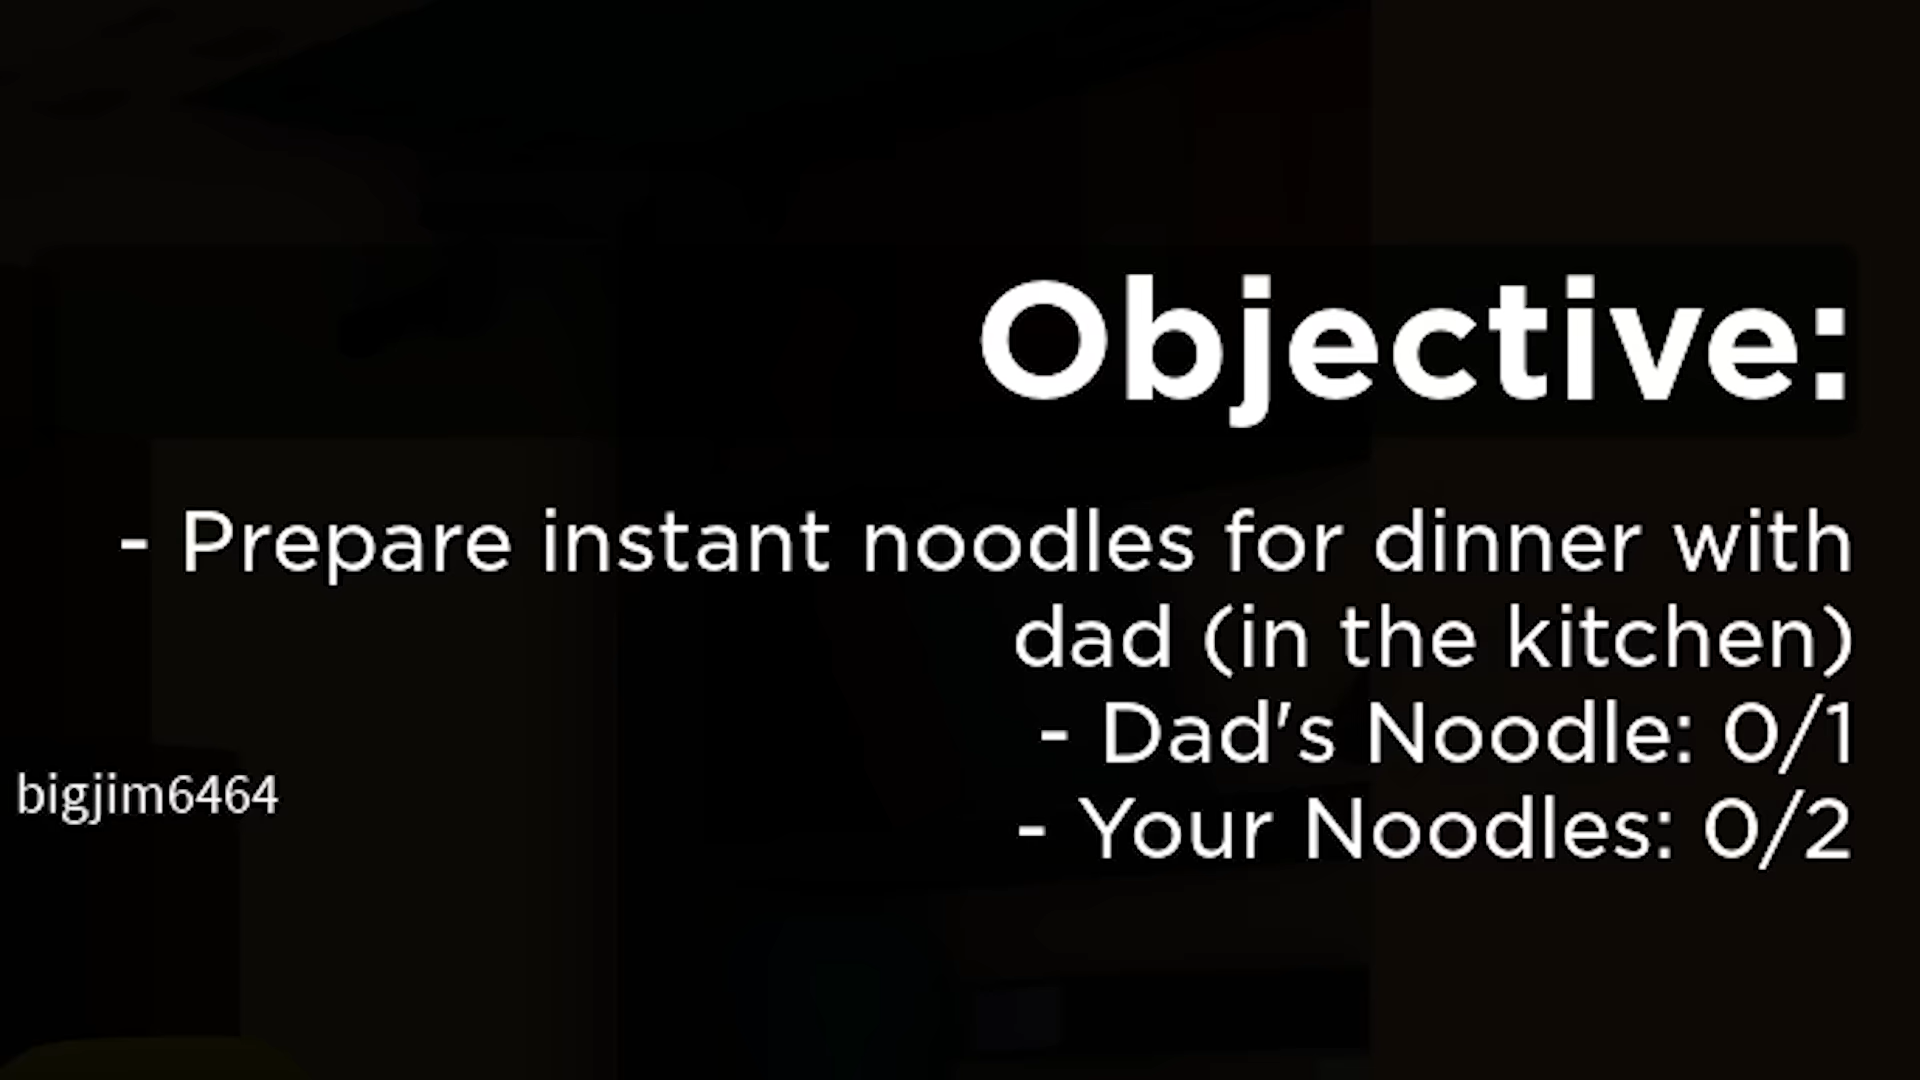 Objective:
- Prepare instant noodles for dinner with
dad (in the kitchen)
- Dad's Noodle: 0/1
bigjim6464
- Your Noodles: 0/2